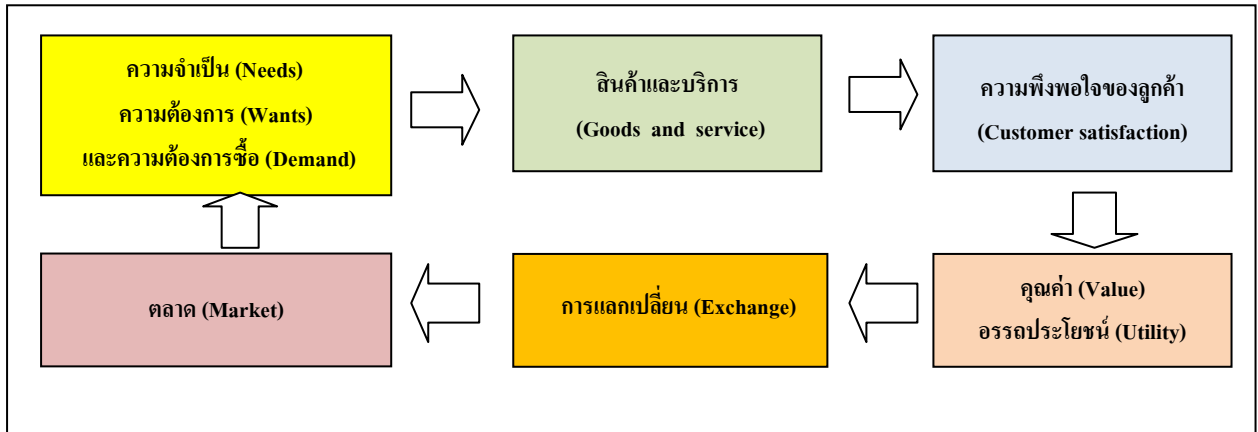 ความจำเป็น (Needs)
ความต้องการ (Wants)
และความต้องการซื้อ (Demand)
สินค้าและบริการ
(Goods and service)
ความพึงพอใจของลูกค้า
(Customer satisfaction)
ตลาด (Market)
การแลกเปลี่ยน (Exchange)
คุณค่า (Value)
อรรถประโยชน์ (Utility)